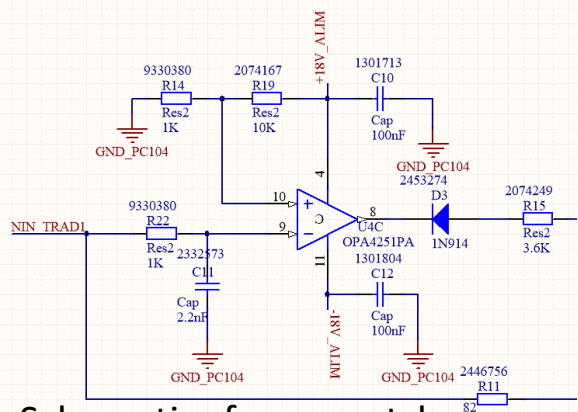 +18V_ALIM
9330380
R14
Res2
1K
2074167
R19
Res2
10K
1301713
C10
Cap
100nF
GND_PC104
GND_PC104
4
10
9
8
11
C
U4C
OPA4251PA
2453274
D3
1N914
2074249
R15
Res2
3.6K
NIN_TRAD1
9330380
R22
Res2
1K
2332573
C11
Cap
2.2nF
GND_PC104
1301804
C12
Cap
100nF
GND_PC104
-18V_ALIM
2446756
R11
82